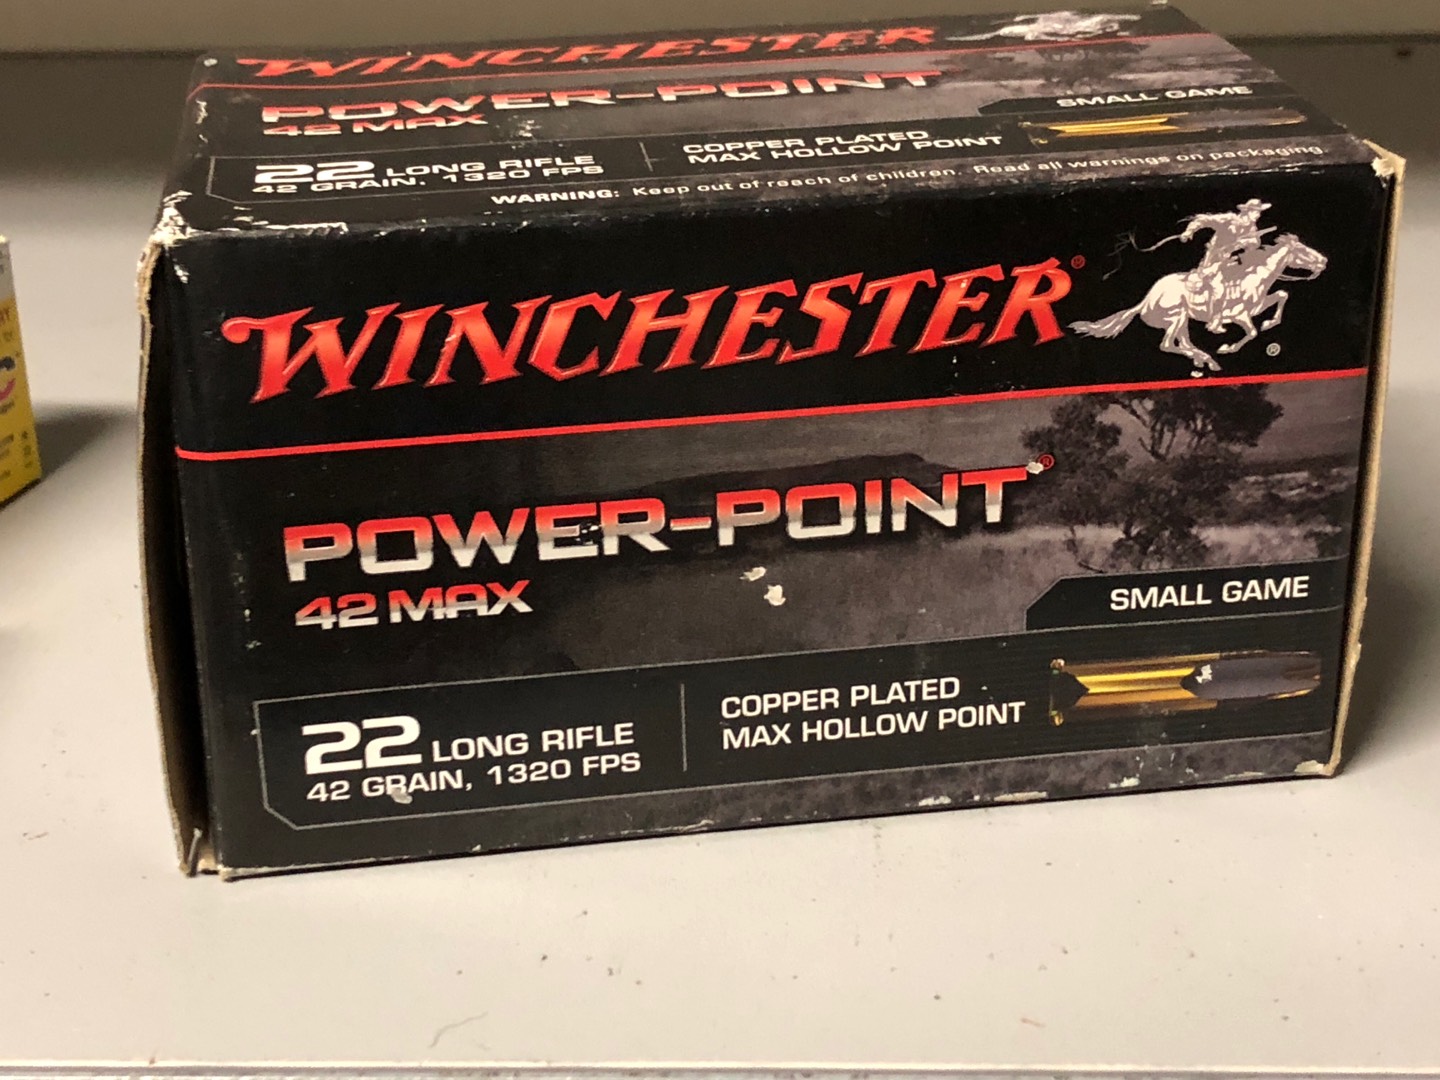 WINCHESTER
POWER-POINT
42 MAX
SMALL GAME
22 LONG RIFLE
42 GRAIN, 1320 FPS
COPPER PLATED
MAX HOLLOW POINT
WARNING: Keep out of reach of children. Read all warnings on packaging.
WINCHESTER®
®
POWER-POINT®
42 MAX
SMALL GAME
22 LONG RIFLE
42 GRAIN, 1320 FPS
COPPER PLATED
MAX HOLLOW POINT